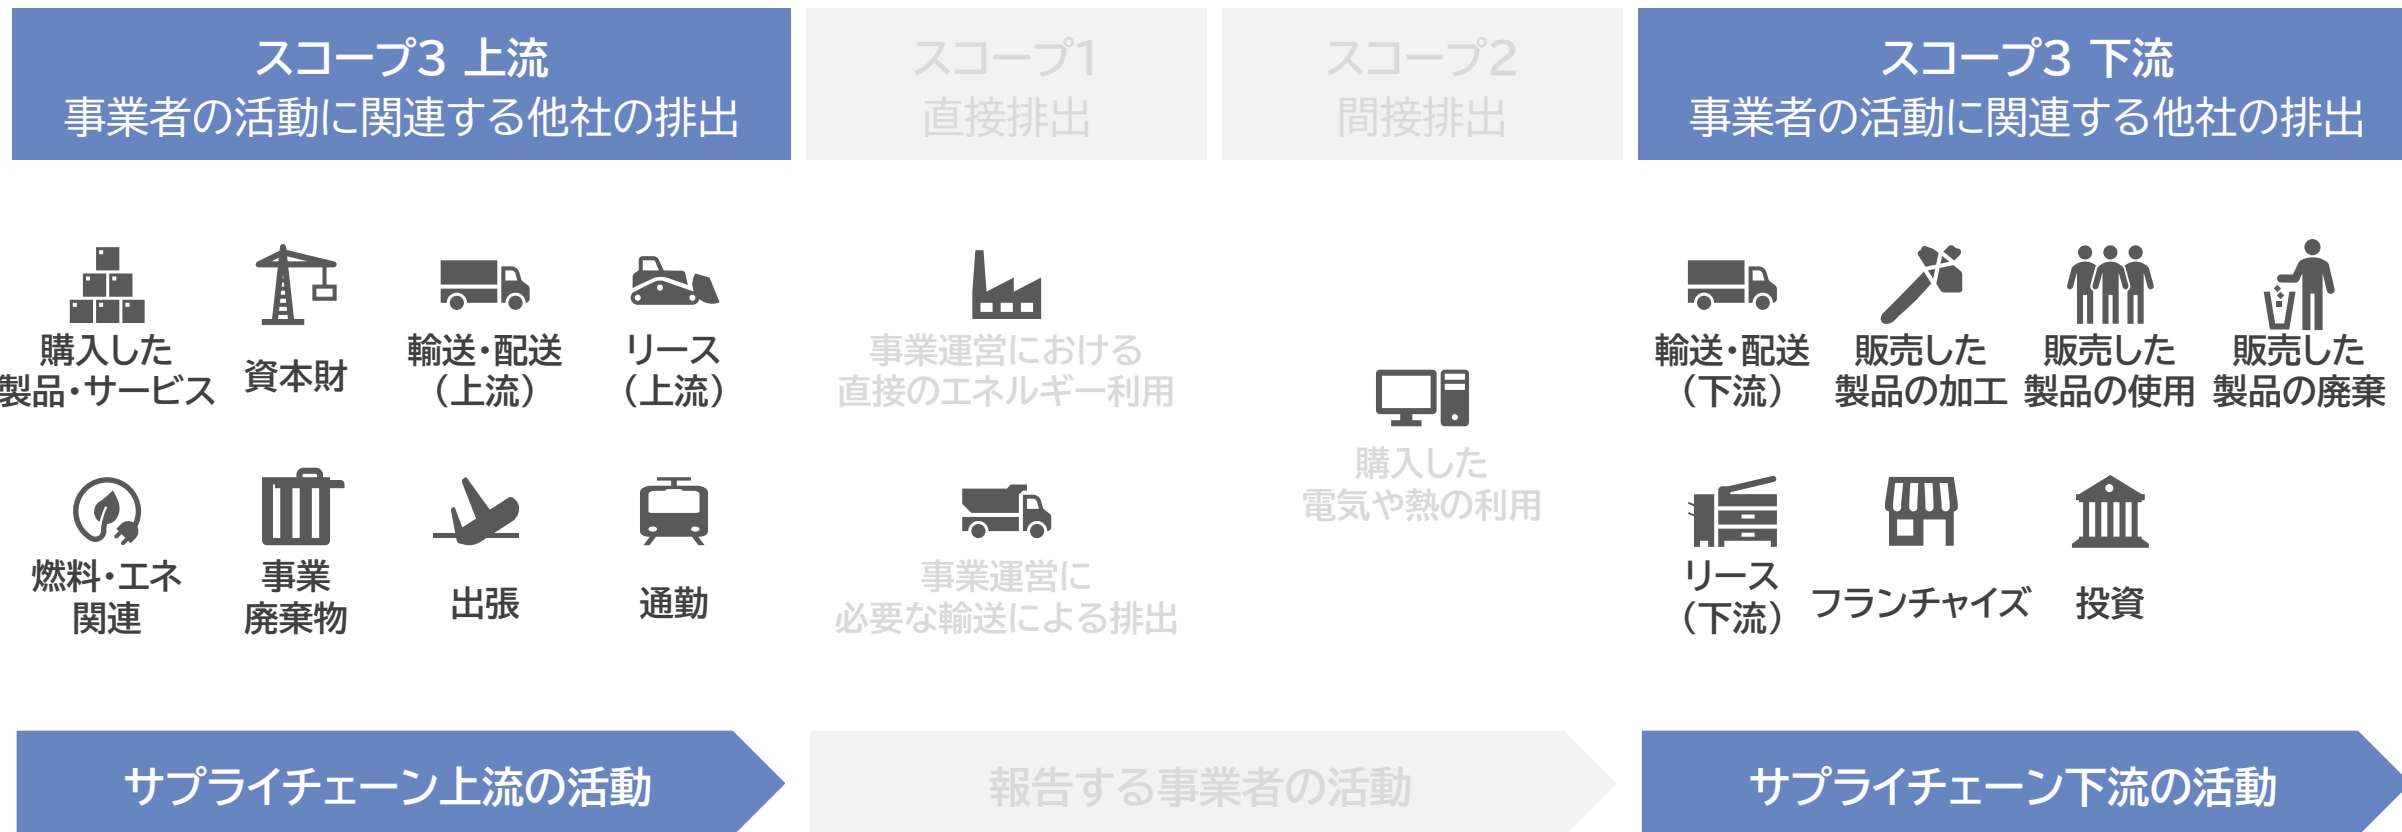 スコープ3 上流
事業者の活動に関連する他社の排出
スコープ1
直接排出
スコープ2
間接排出
スコープ3 下流
事業者の活動に関連する他社の排出
購入した
製品・サービス
資本財
輸送・配送
（上流）
リース
（上流）
燃料・エネ
関連
事業
廃棄物
出張
通勤
事業運営における
直接のエネルギー利用
事業運営に
必要な輸送による排出
購入した
電気や熱の利用
輸送・配送
（下流）
販売した
製品の加工
販売した
製品の使用
販売した
製品の廃棄
リース
（下流）
フランチャイズ
投資
サプライチェーン上流の活動
報告する事業者の活動
サプライチェーン下流の活動